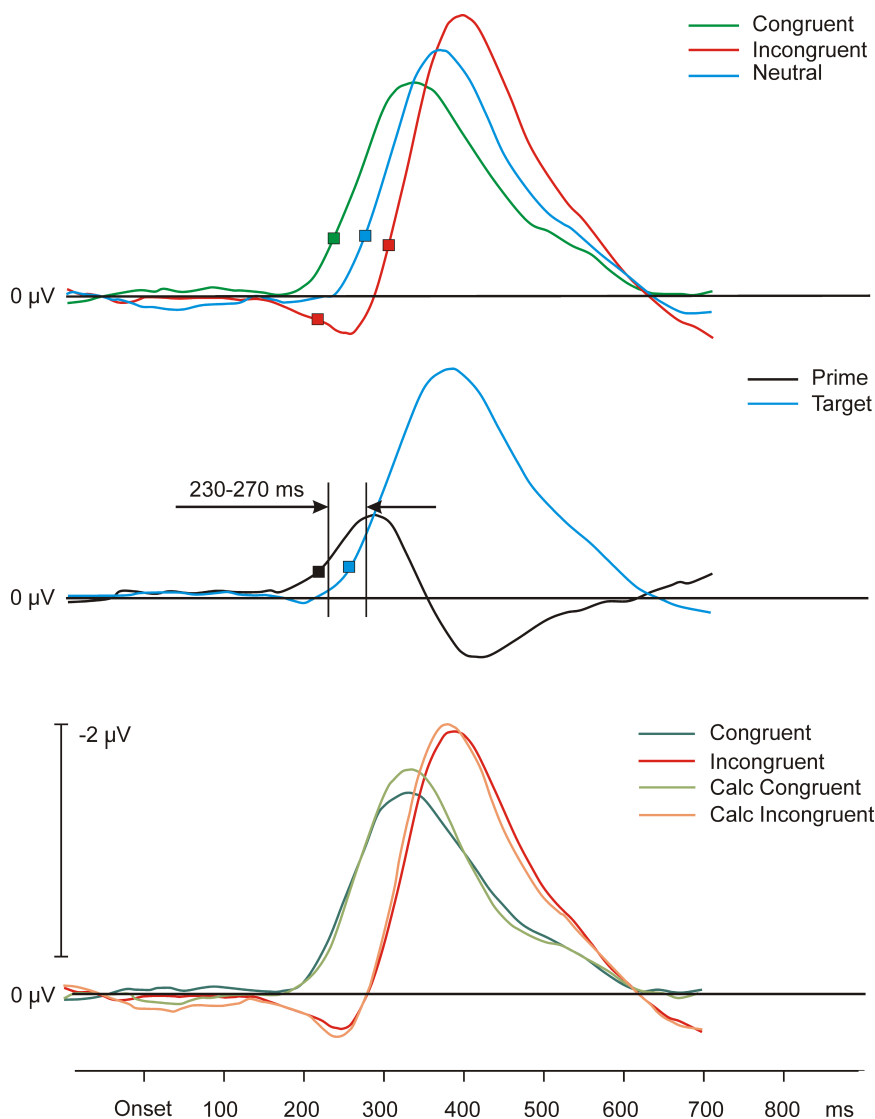 Congruent
Incongruent
Neutral
0 µV
Prime
Target
230-270 ms
0 µV
-2 µV
Congruent
Incongruent
Calc Congruent
Calc Incongruent
0 µV
Onset 100 200 300 400 500 600 700 800 ms